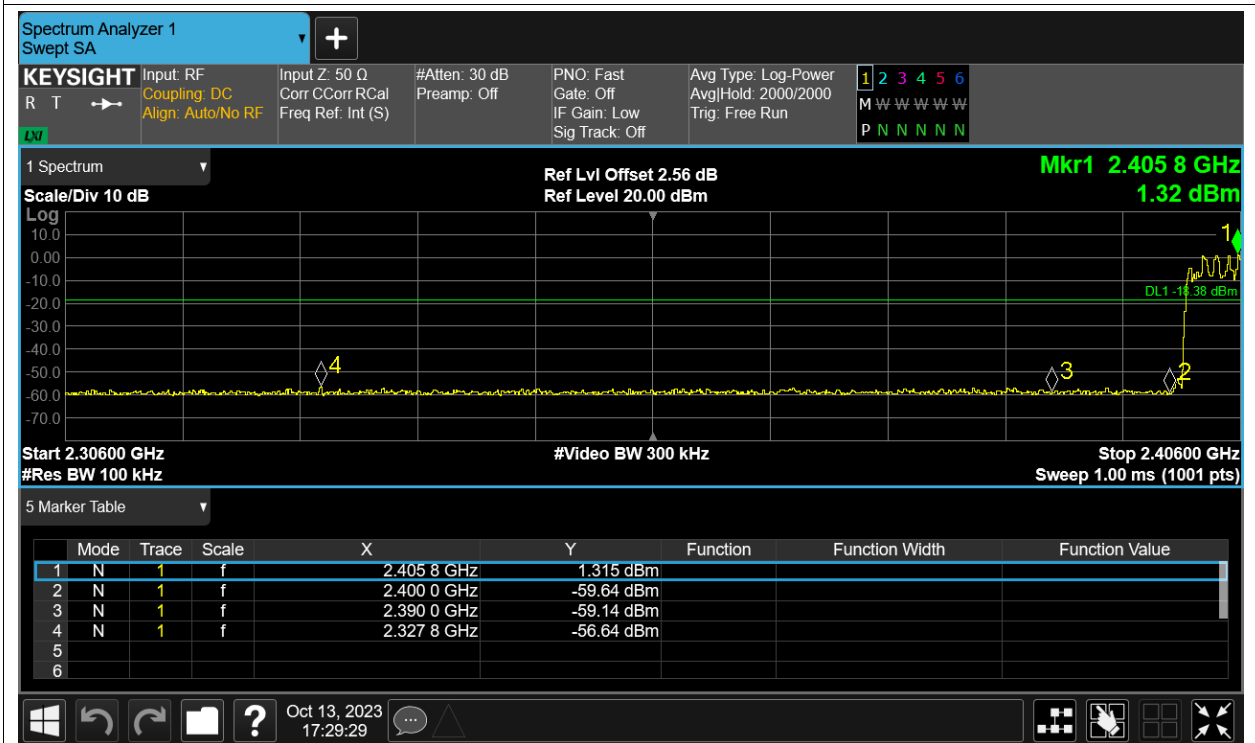 Spectrum Analyzer 1
Swept SA
KEYSIGHT Input: RF Input Z: 50 Ω #Atten: 30 dB PNO: Fast Avg Type: Log-Power 1 2 3 4 5 6
R T Coupling: DC Corr CCorr RCal Preamp: Off Gate: Off Avg|Hold: 2000/2000 M W W W W W
Align: Auto/No RF Freq Ref: Int (S) IF Gain: Low Trig: Free Run
LXI Sig Track: Off P N N N N N
1 Spectrum Ref Lvl Offset 2.56 dB Mkr1 2.405 8 GHz
Scale/Div 10 dB Ref Level 20.00 dBm 1.32 dBm
Log
10.0 1
0.00
-10.0
DL1 -18.38 dBm
-20.0
-30.0
-40.0
4 3 2
-50.0
-60.0
-70.0
Start 2.30600 GHz #Video BW 300 kHz Stop 2.40600 GHz
#Res BW 100 kHz Sweep 1.00 ms (1001 pts)
5 Marker Table
Mode Trace Scale X Y Function Function Width Function Value
1 N 1 f 2.405 8 GHz 1.315 dBm
2 N 1 f 2.400 0 GHz -59.64 dBm
3 N 1 f 2.390 0 GHz -59.14 dBm
4 N 1 f 2.327 8 GHz -56.64 dBm
5
6
? Oct 13, 2023
17:29:29